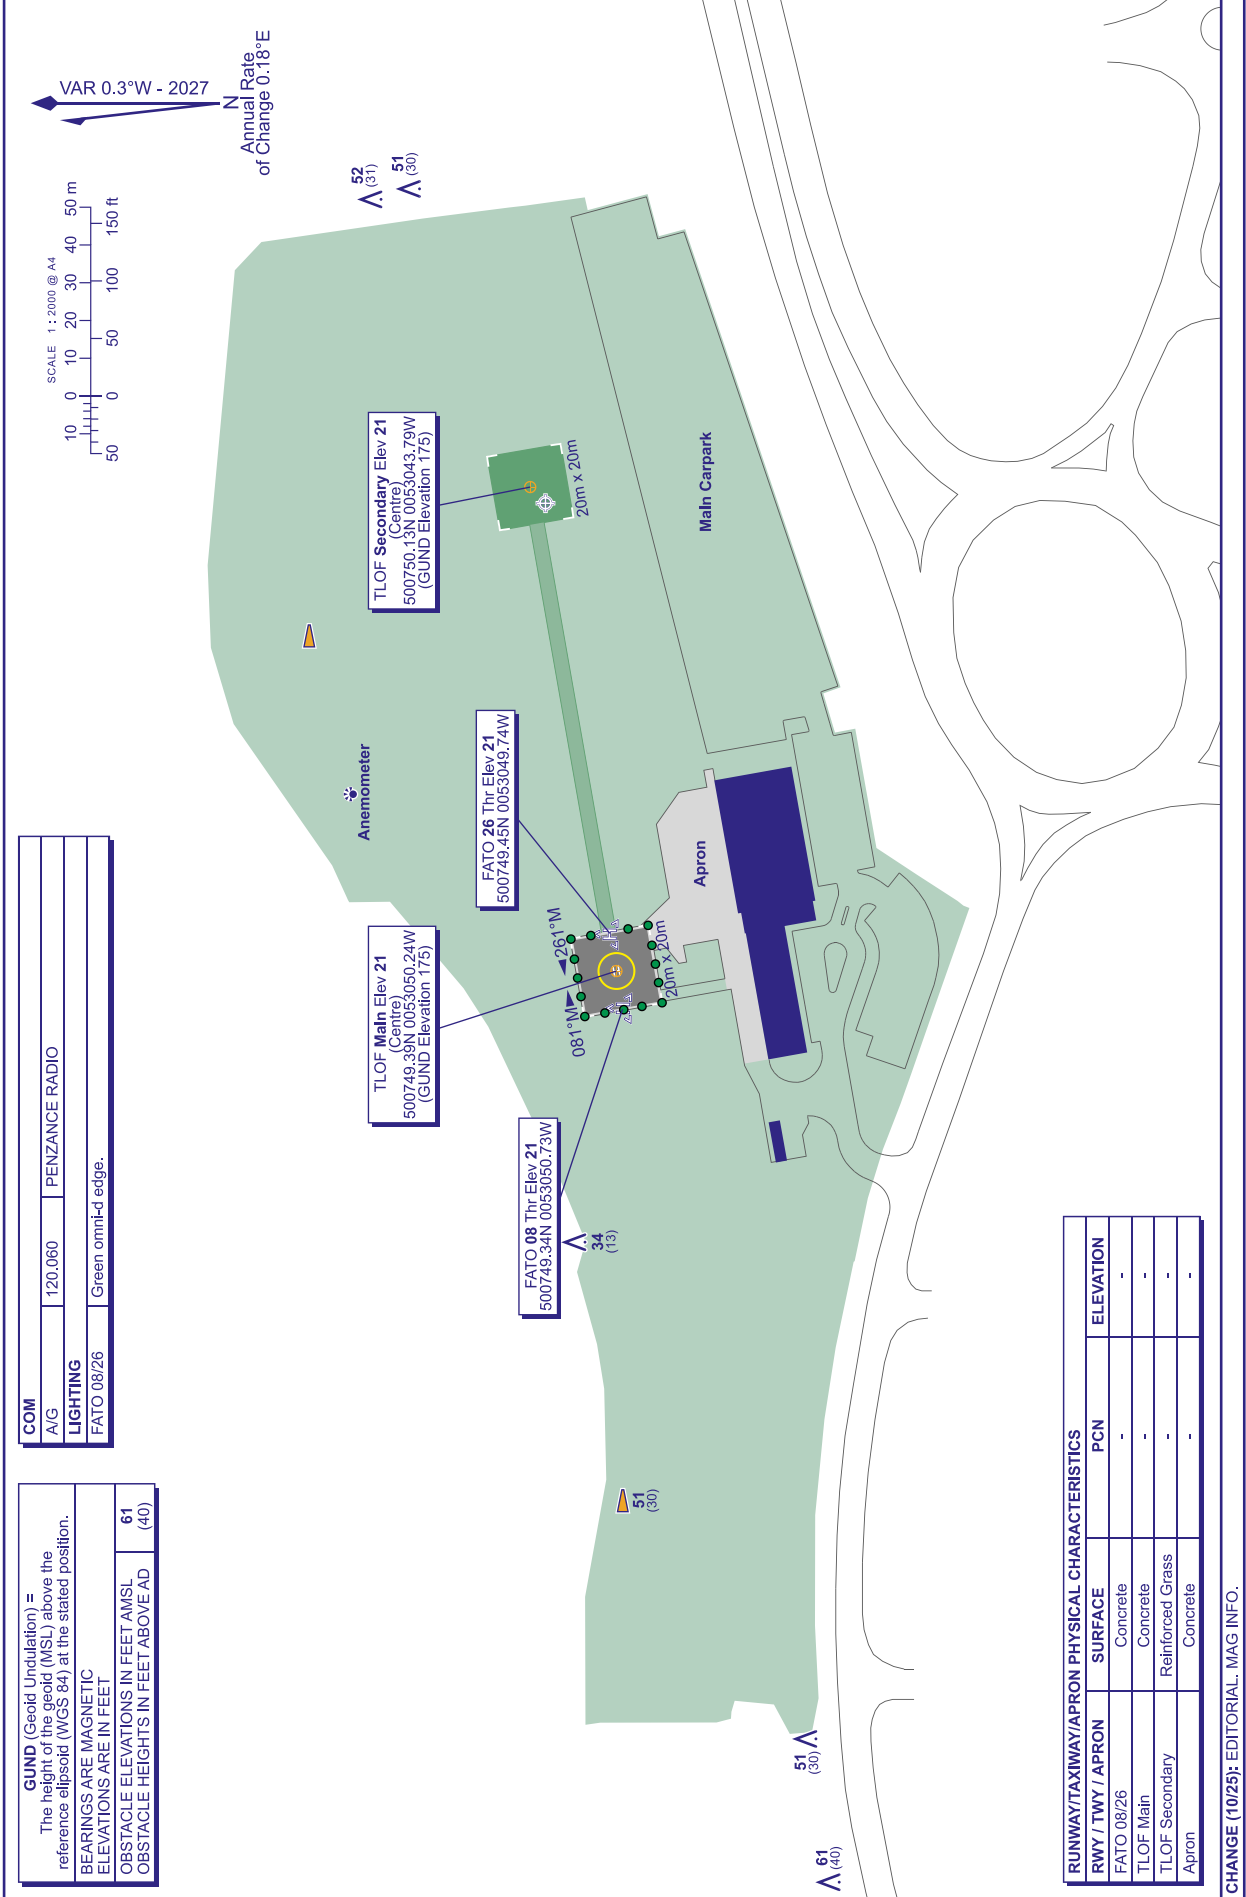 GUND (Geoid Undulation) =
The height of the geoid (MSL) above the
reference elipsoid (WGS 84) at the stated position.
BEARINGS ARE MAGNETIC
ELEVATIONS ARE IN FEET
OBSTACLE ELEVATIONS IN FEET AMSL 61
OBSTACLE HEIGHTS IN FEET ABOVE AD (40)
COM
A/G 120.060 PENZANCE RADIO
LIGHTING
FATO 08/26 Green omni-d edge.
SCALE 1 : 2000 @ A4
10 0 10 20 30 40 50 m
50 0 50 100 150 ft
VAR 0.3°W - 2027
N
Annual Rate
of Change 0.18°E
52
(31)
51
(30)
Anemometer
TLOF Main Elev 21
(Centre)
500749.39N 0053050.24W
(GUND Elevation 175)
TLOF Secondary Elev 21
(Centre)
500750.13N 0053043.79W
(GUND Elevation 175)
20m x 20m
FATO 26 Thr Elev 21
500749.45N 0053049.74W
FATO 08 Thr Elev 21
500749.34N 0053050.73W
081°M
261°M
H
H
20m x 20m
34
(13)
51
(30)
Apron
Main Carpark
51
(30)
61
(40)
RUNWAY/TAXIWAY/APRON PHYSICAL CHARACTERISTICS
RWY / TWY / APRON SURFACE PCN ELEVATION
FATO 08/26 Concrete - -
TLOF Main Concrete - -
TLOF Secondary Reinforced Grass - -
Apron Concrete - -
CHANGE (10/25): EDITORIAL. MAG INFO.